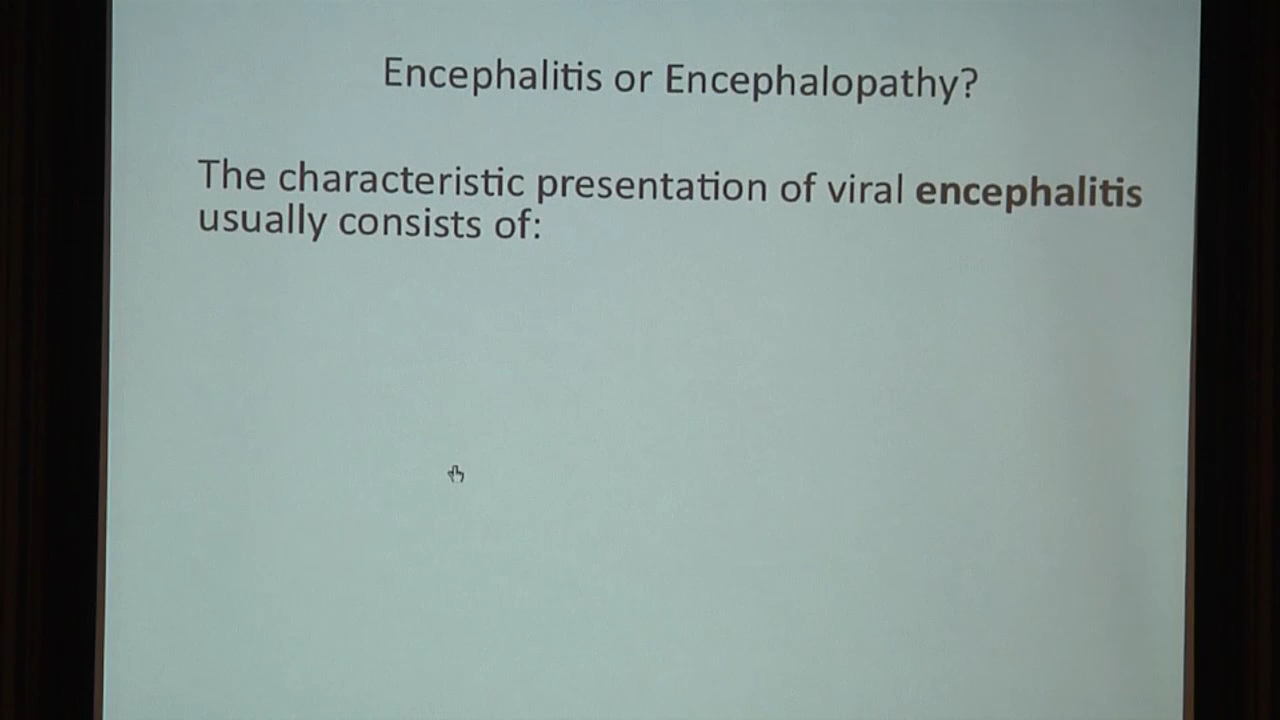 Encephalitis or Encephalopathy?
The characteristic presentation of viral encephalitis
usually consists of: